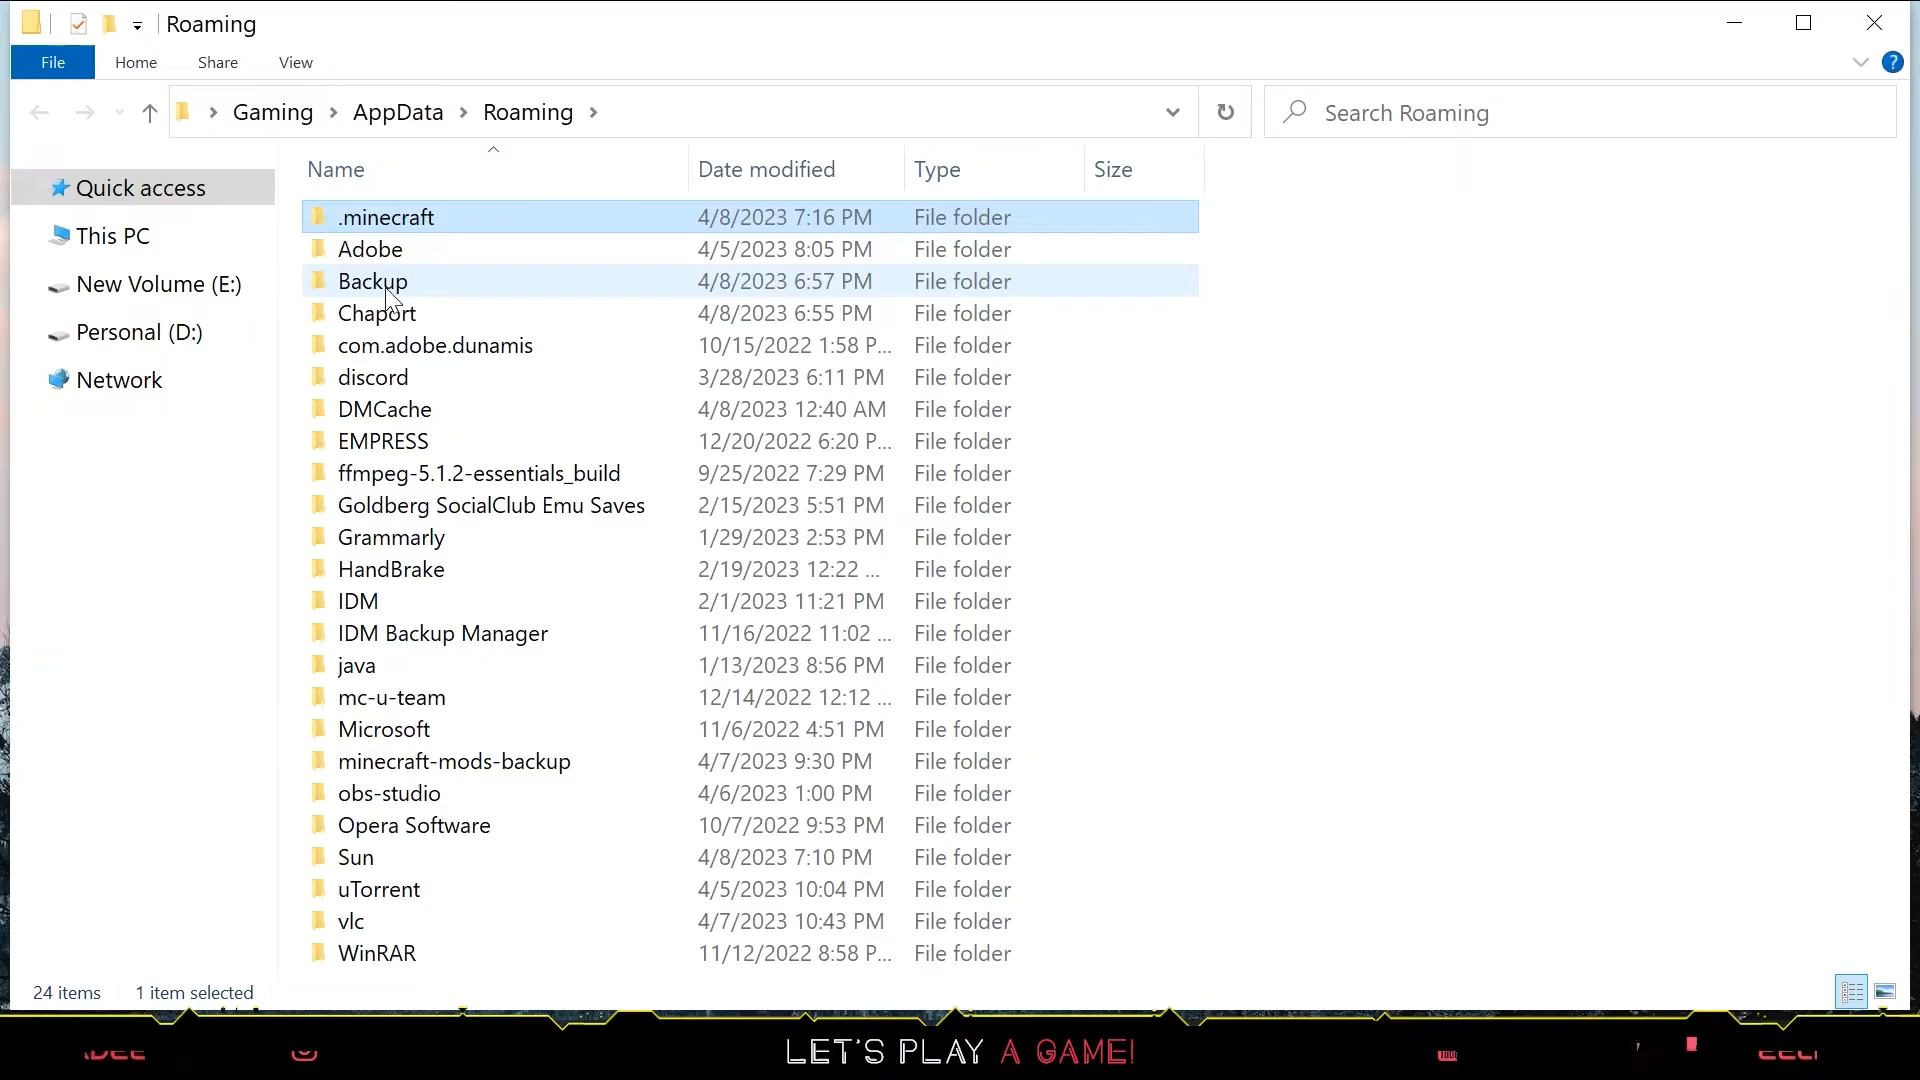 Roaming
File Home Share View
Gaming AppData Roaming Search Roaming
Name Date modified Type Size
Quick access
This PC
New Volume (E:)
Personal (D:)
Network
.minecraft 4/8/2023 7:16 PM File folder
Adobe 4/5/2023 8:05 PM File folder
Backup 4/8/2023 6:57 PM File folder
Chaport 4/8/2023 6:55 PM File folder
com.adobe.dunamis 10/15/2022 1:58 P... File folder
discord 3/28/2023 6:11 PM File folder
DMCache 4/8/2023 12:40 AM File folder
EMPRESS 12/20/2022 6:20 P... File folder
ffmpeg-5.1.2-essentials_build 9/25/2022 7:29 PM File folder
Goldberg SocialClub Emu Saves 2/15/2023 5:51 PM File folder
Grammarly 1/29/2023 2:53 PM File folder
HandBrake 2/19/2023 12:22 ... File folder
IDM 2/1/2023 11:21 PM File folder
IDM Backup Manager 11/16/2022 11:02 ... File folder
java 1/13/2023 8:56 PM File folder
mc-u-team 12/14/2022 12:12 ... File folder
Microsoft 11/6/2022 4:51 PM File folder
minecraft-mods-backup 4/7/2023 9:30 PM File folder
obs-studio 4/6/2023 1:00 PM File folder
Opera Software 10/7/2022 9:53 PM File folder
Sun 4/8/2023 7:10 PM File folder
uTorrent 4/5/2023 10:04 PM File folder
vlc 4/7/2023 10:43 PM File folder
WinRAR 11/12/2022 8:58 P... File folder
24 items 1 item selected
LET'S PLAY A GAME!